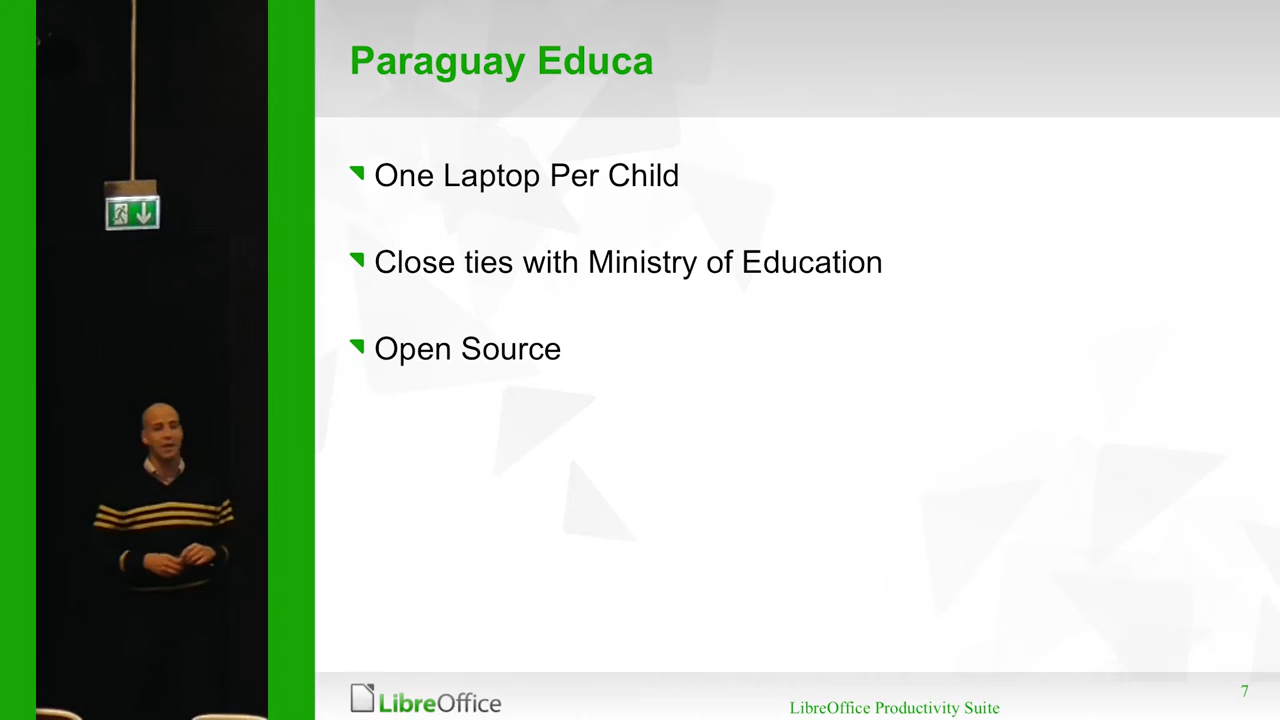 Paraguay Educa
One Laptop Per Child
Close ties with Ministry of Education
Open Source
LibreOffice
LibreOffice Productivity Suite
7